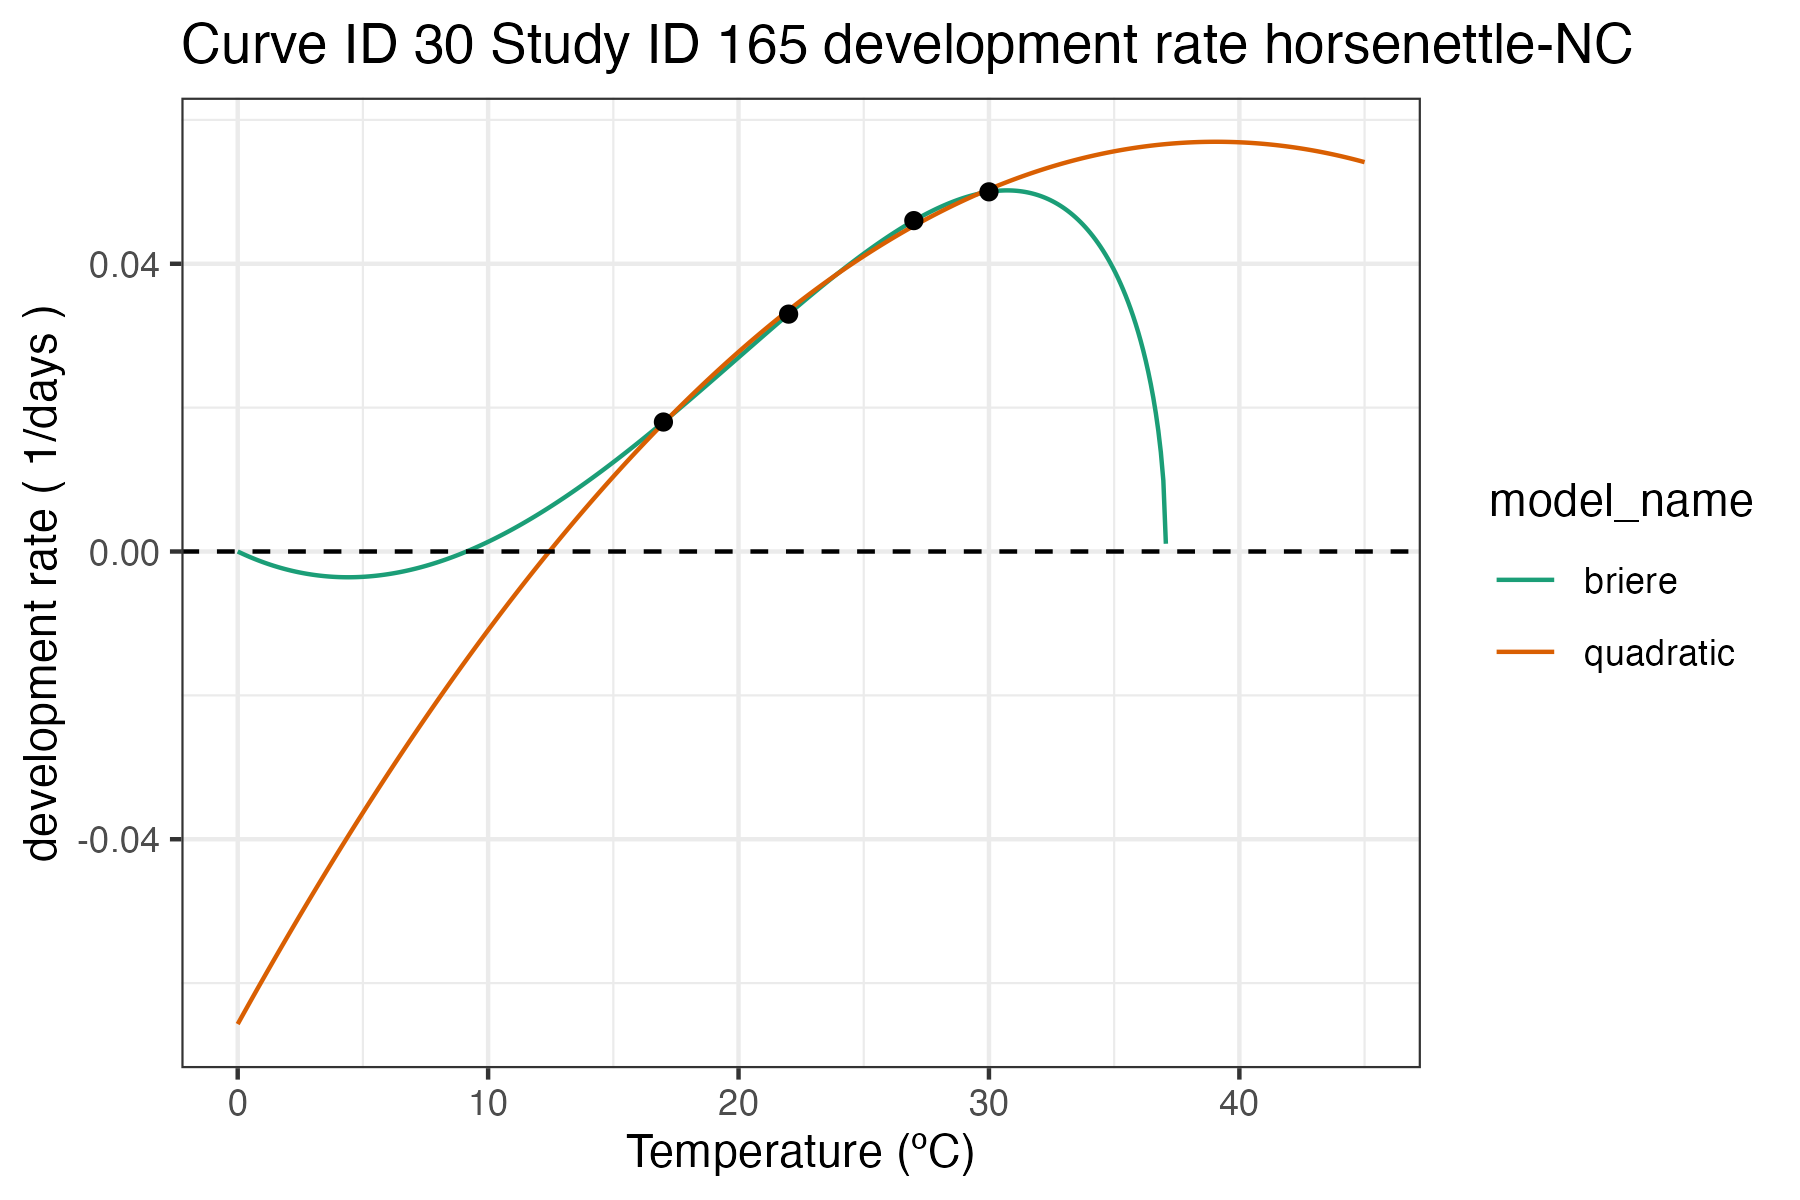 Curve ID 30 Study ID 165 development rate horsenettle-NC
development rate ( 1/days )
0.04
0.00
-0.04
0
10
20
30
40
Temperature (ºC)
model_name
briere
quadratic